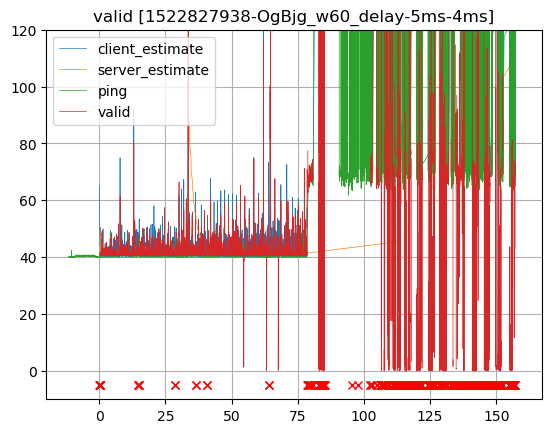 valid [1522827938-OgBjg_w60_delay-5ms-4ms]
client_estimate
server_estimate
ping
valid
120
100
80
60
40
20
0
0
25
50
75
100
125
150